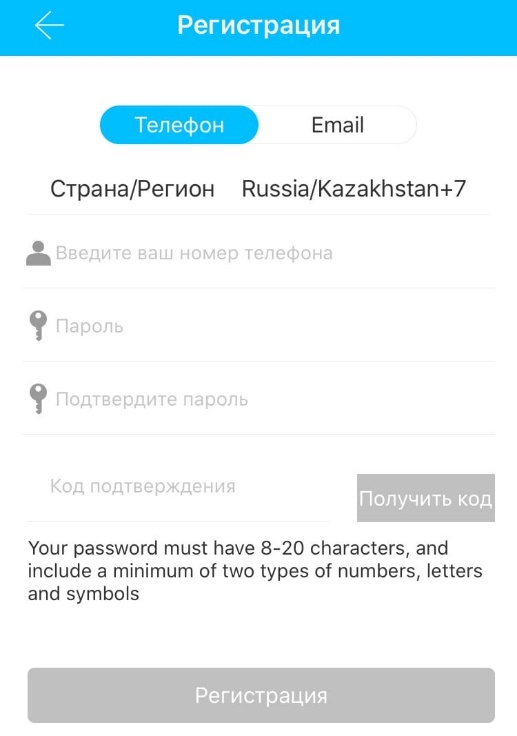 Регистрация
Телефон Email
Страна/Регион Russia/Kazakhstan+7
Введите ваш номер телефона
Пароль
Подтвердите пароль
Код подтверждения Получить код
Your password must have 8-20 characters, and
include a minimum of two types of numbers, letters
and symbols
Регистрация